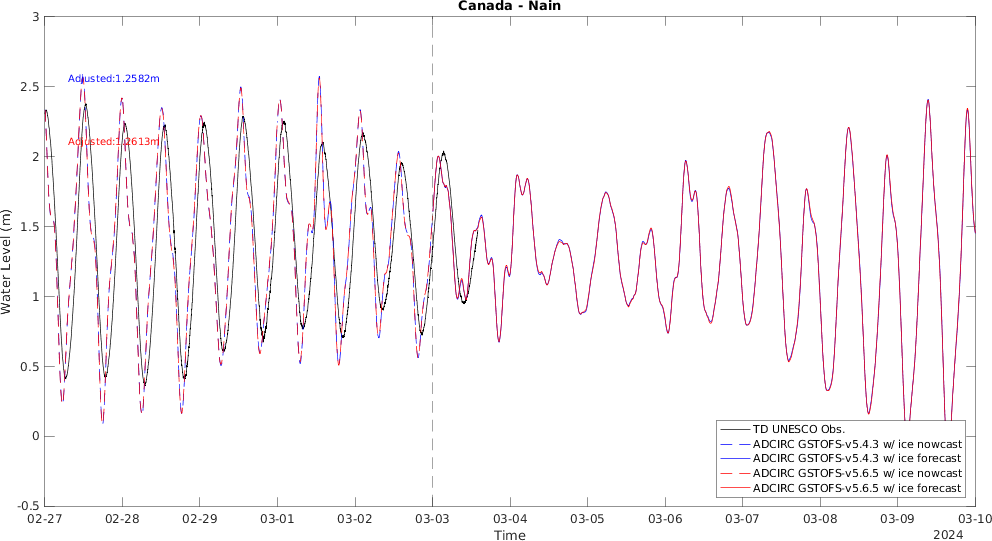 Canada - Nain
3
2.5
2
1.5
1
0.5
0
-0.5
Water Level (m)
Adjusted:1.2582m
Adjusted:1.2613m
TD UNESCO Obs.
ADCIRC GSTOFS-v5.4.3 w/ ice nowcast
ADCIRC GSTOFS-v5.4.3 w/ ice forecast
ADCIRC GSTOFS-v5.6.5 w/ ice nowcast
ADCIRC GSTOFS-v5.6.5 w/ ice forecast
02-27 02-28 02-29 03-01 03-02 03-03 03-04 03-05 03-06 03-07 03-08 03-09 03-10
Time
2024